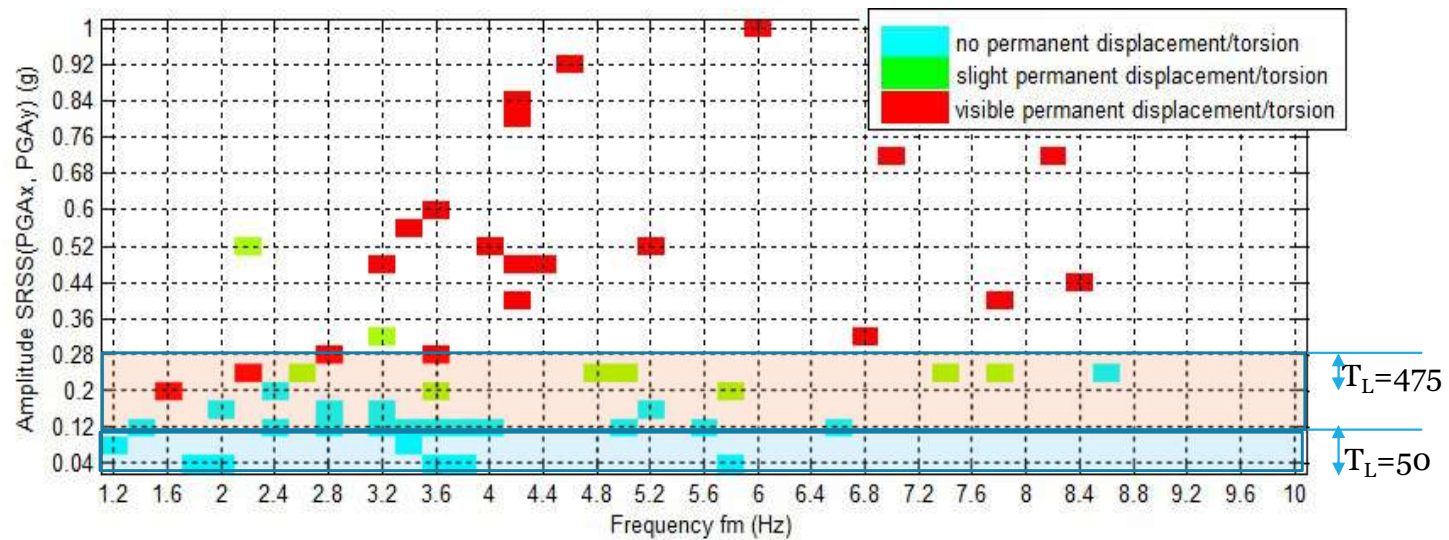 no permanent displacement/torsion
slight permanent displacement/torsion
visible permanent displacement/torsion
Amplitude SRSS(PGAx , PGAy) (g)
1
0.92
0.84
0.76
0.68
0.6
0.52
0.44
0.36
0.28
0.2
0.12
0.04
T_L=475
T_L=50
1.2 1.6 2 2.4 2.8 3.2 3.6 4 4.4 4.8 5.2 5.6 6 6.4 6.8 7.2 7.6 8 8.4 8.8 9.2 9.6 10
Frequency fm (Hz)